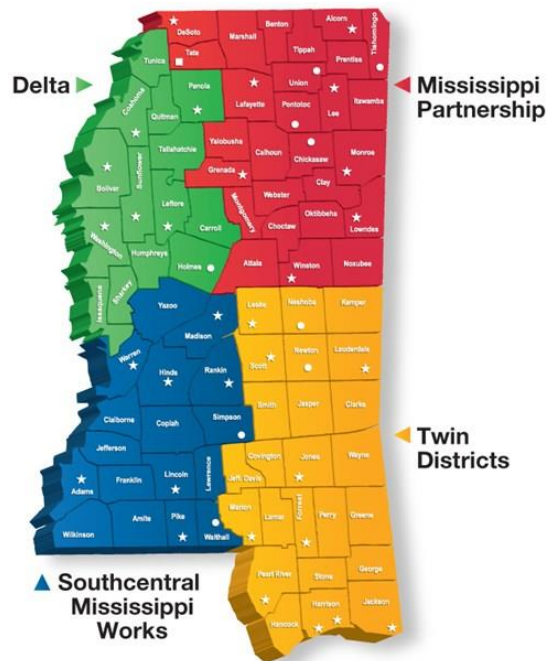 DeSoto
Marshall
Benton
Alcorn
Tishomingo
Tippah
Prentiss
Tate
Tunica
Delta
Panola
Lafayette
Union
Pontotoc
Lee
Itawamba
Mississippi
Partnership
Coahoma
Quitman
Tallahatchie
Yalobusha
Calhoun
Chickasaw
Monroe
Grenada
Bolivar
Sunflower
Leflore
Carroll
Montgomery
Webster
Clay
Oktibbeha
Lowndes
Choctaw
Washington
Humphreys
Holmes
Attala
Winston
Noxubee
Issaquena
Sharkey
Yazoo
Madison
Leake
Neshoba
Kemper
Warren
Hinds
Rankin
Scott
Newton
Lauderdale
Claiborne
Copiah
Simpson
Smith
Jasper
Clarke
Twin
Districts
Jefferson
Adams
Franklin
Lincoln
Lawrence
Covington
Jeff Davis
Jones
Wayne
Wilkinson
Amite
Pike
Walthall
Marion
Lamar
Forrest
Perry
Greene
Southcentral
Mississippi
Works
Pearl River
Stone
George
Hancock
Harrison
Jackson